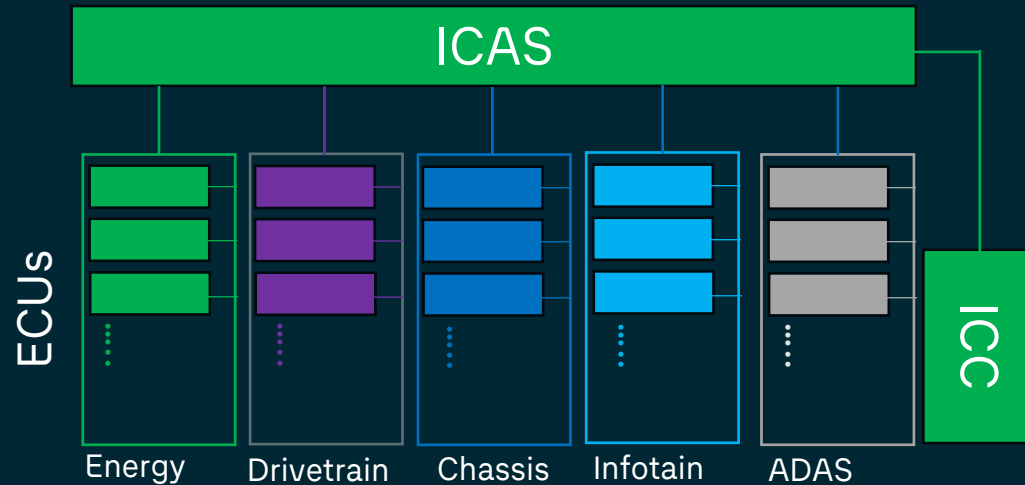 ICAS
ECUs
ICC
Energy
Drivetrain
Chassis
Infotain
ADAS